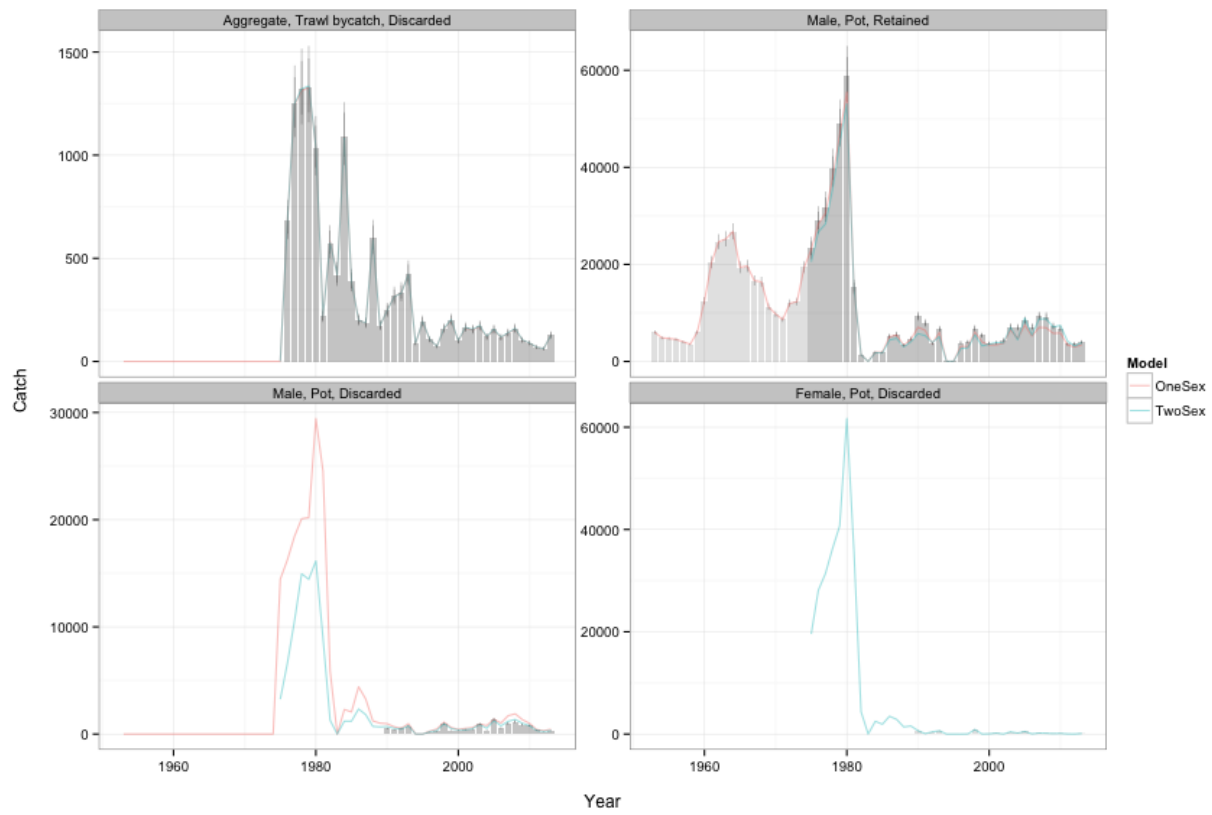 Aggregate, Trawl bycatch, Discarded
Male, Pot, Retained
1500
1000
500
0
60000
40000
20000
0
Male, Pot, Discarded
Female, Pot, Discarded
30000
20000
10000
0
60000
40000
20000
0
1960
1980
2000
1960
1980
2000
Catch
Year
Model
OneSex
TwoSex